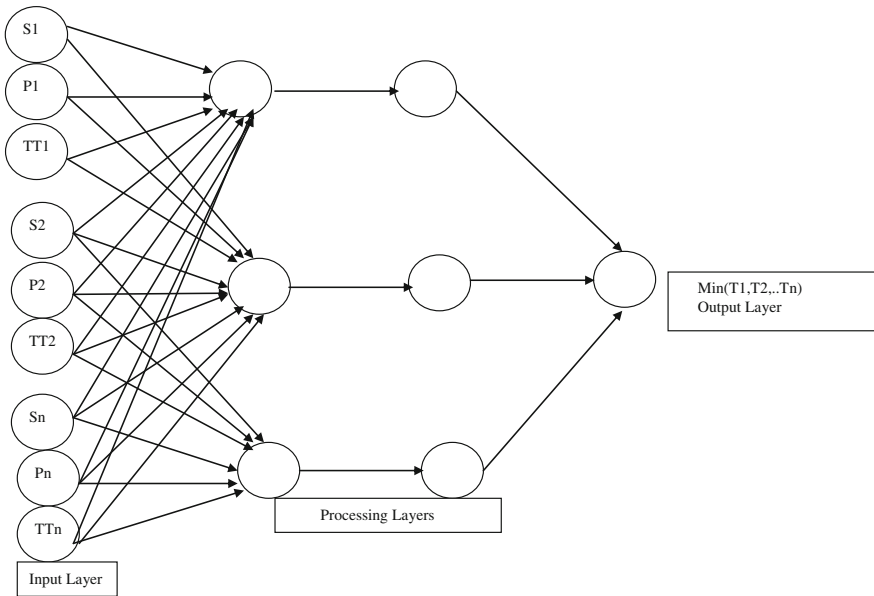 S1
P1
TT1
S2
P2
TT2
Sn
Pn
TTn
Input Layer
Processing Layers
Min(T1,T2,..Tn)
Output Layer